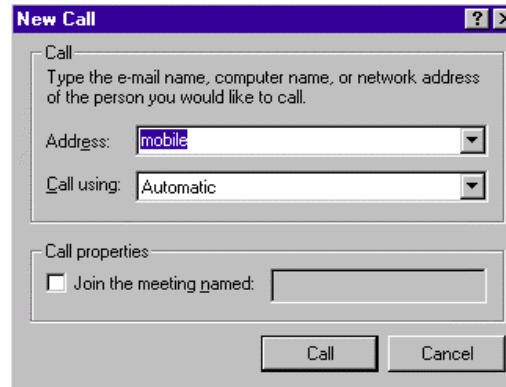 New Call
Call
Type the e-mail name, computer name, or network address
of the person you would like to call.
Address: mobile
Call using: Automatic
Call properties
Join the meeting named:
Call Cancel